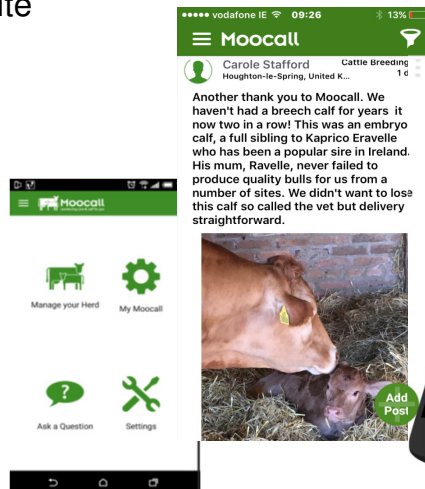 ite
vodafone IE 09:26 13%
Moocall
Carole Stafford Cattle Breeding
Houghton-le-Spring, United K... 1 d
Another thank you to Moocall. We
haven't had a breech calf for years it
now two in a row! This was an embryo
calf, a full sibling to Kaprico Eravelle
who has been a popular sire in Ireland.
His mum, Ravelle, never failed to
produce quality bulls for us from a
number of sites. We didn't want to lose
this calf so called the vet but delivery
straightforward.
Add
Post
Moocall
Manage your Herd My Moocall
Ask a Question Settings